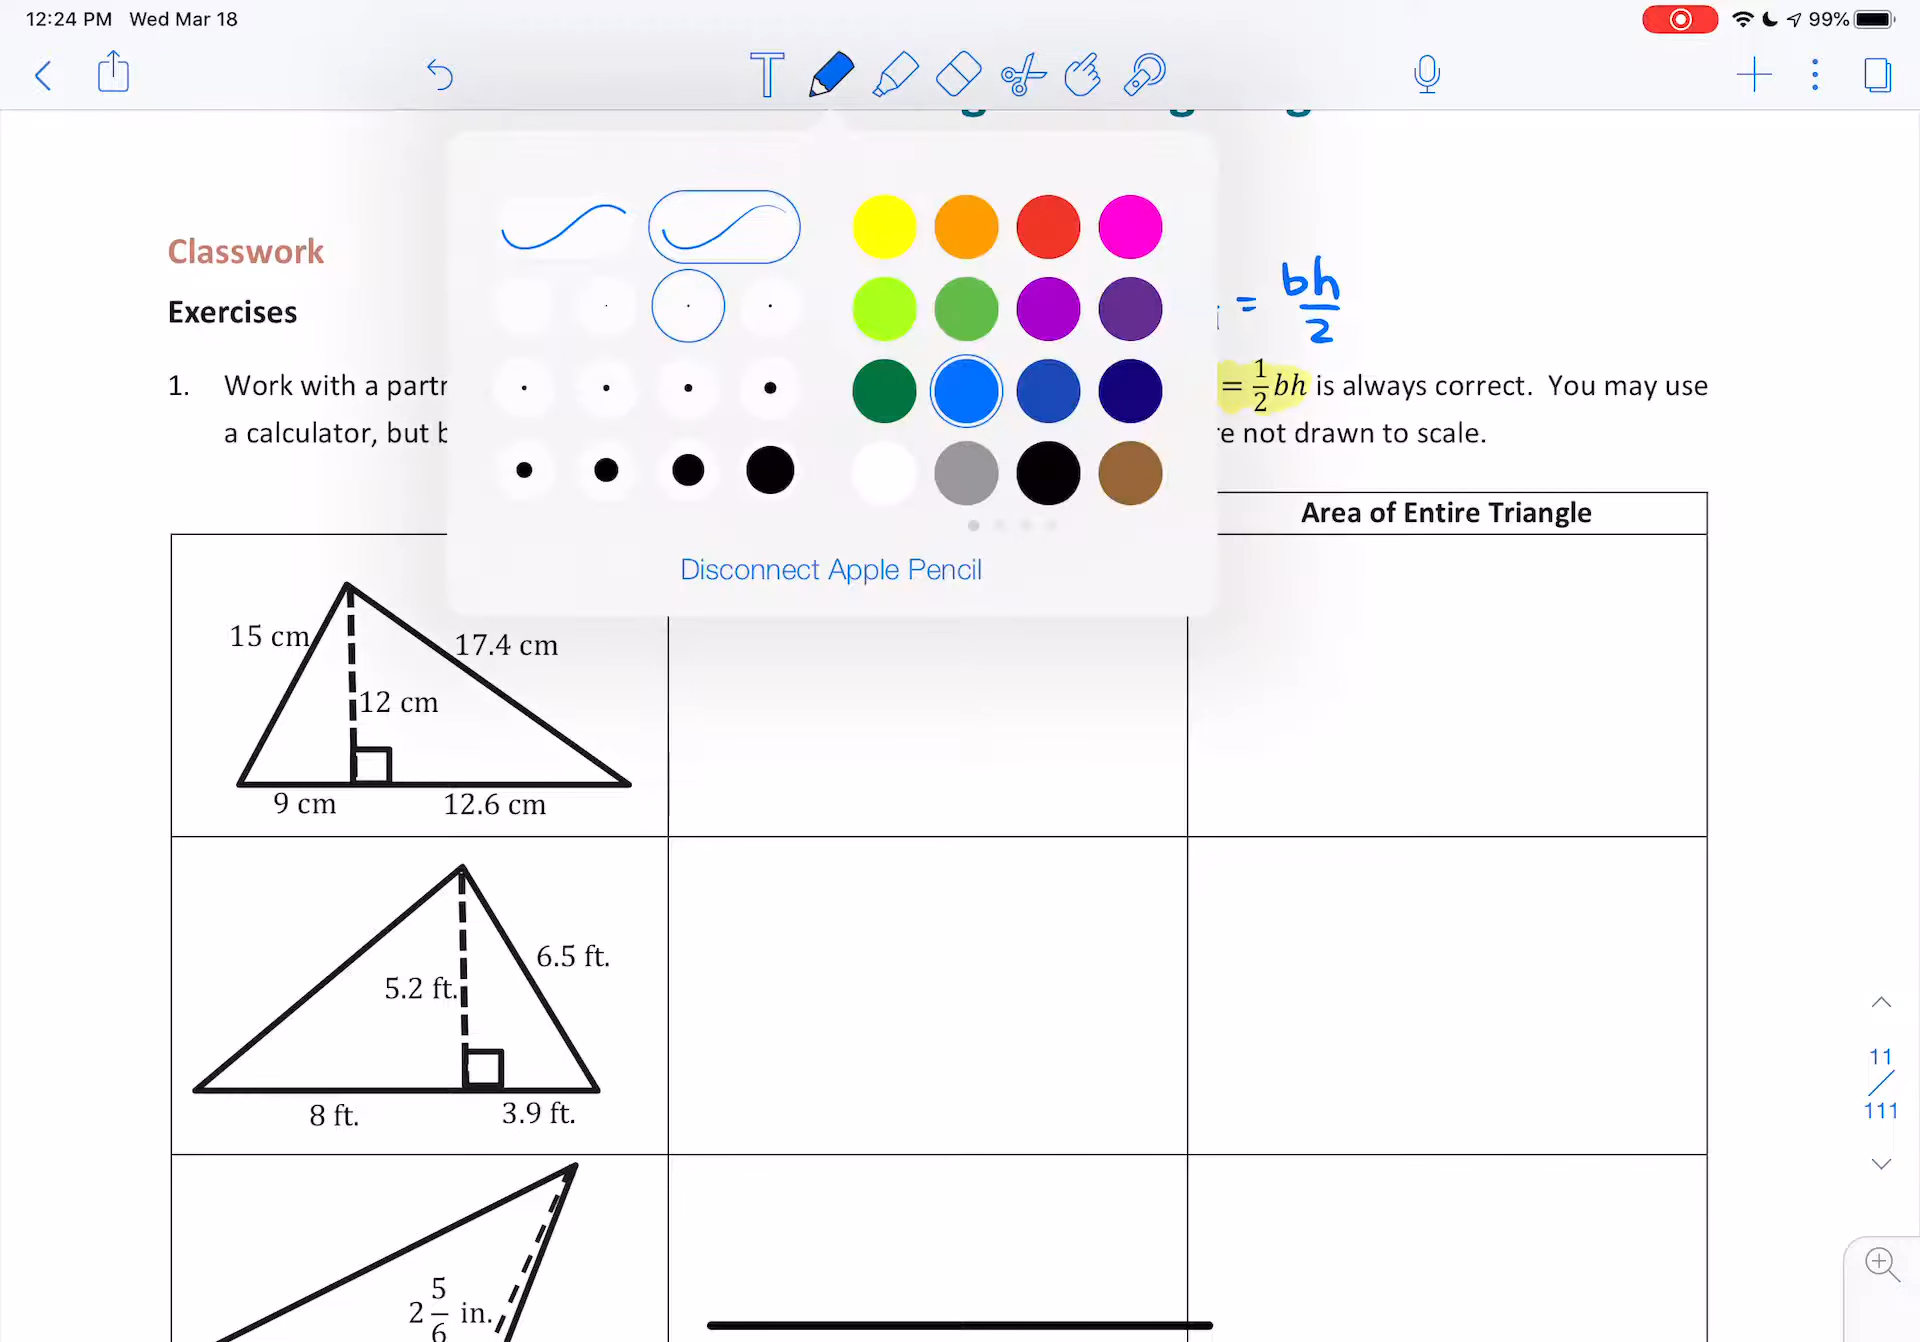 12:24 PM Wed Mar 18
99%
T
Classwork
Exercises
= bh/2
1. Work with a partr = 1/2 bh is always correct. You may use
a calculator, but b e not drawn to scale.
Area of Entire Triangle
Disconnect Apple Pencil
15 cm
17.4 cm
12 cm
9 cm
12.6 cm
6.5 ft.
5.2 ft.
8 ft.
3.9 ft.
11
/
111
2 5/6 in.